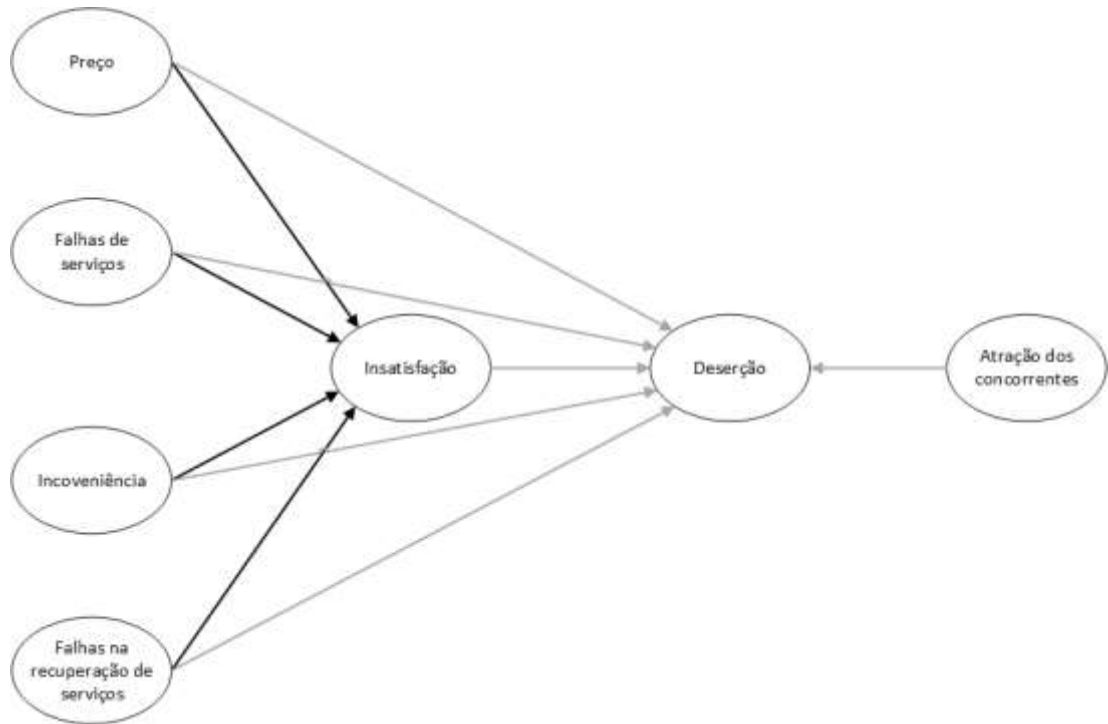 Preço
Falhas de
serviços
Insatisfação
Deserção
Atração dos
concorrentes
Incoveniência
Falhas na
recuperação de
serviços